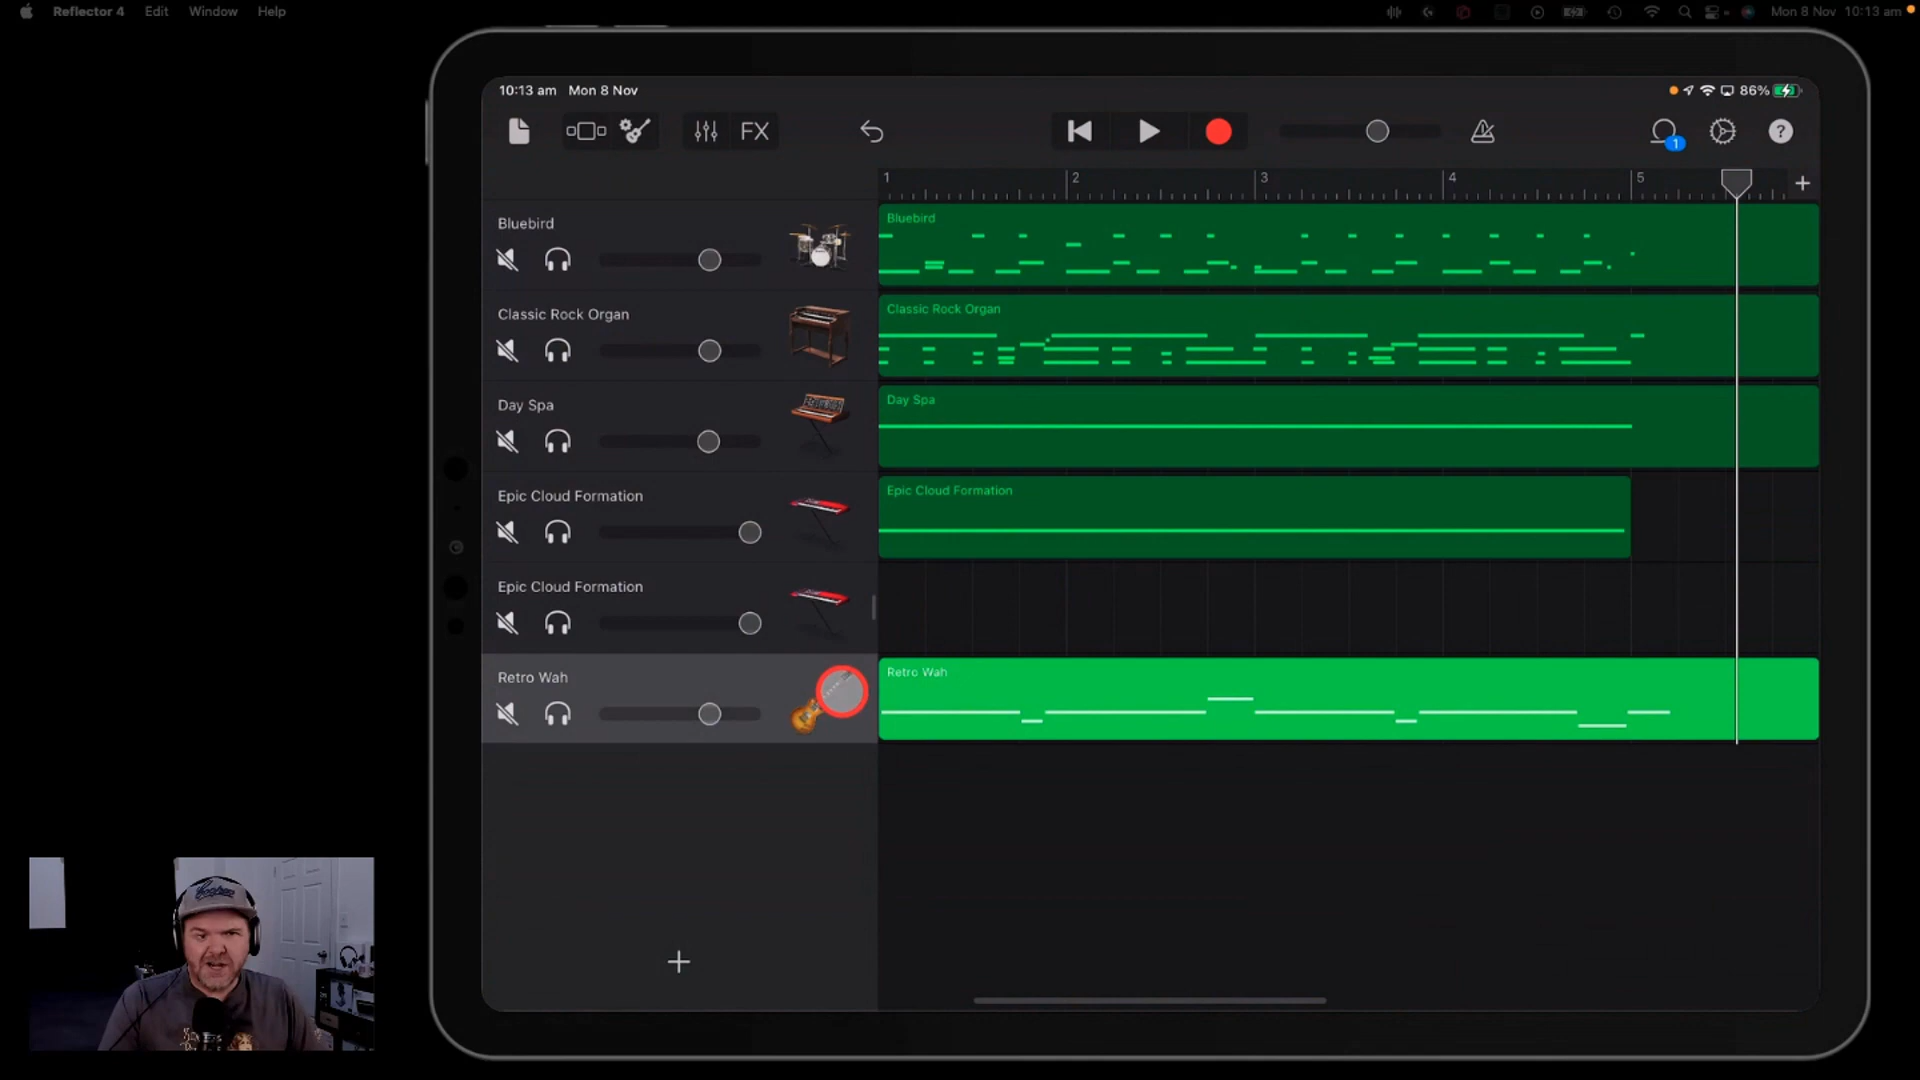 Reflector 4 Edit Window Help
Mon 8 Nov 10:13 am
10:13 am Mon 8 Nov
86%
FX
1
?
1 2 3 4 5
Bluebird
Bluebird
Classic Rock Organ
Classic Rock Organ
Day Spa
Day Spa
Epic Cloud Formation
Epic Cloud Formation
Epic Cloud Formation
Retro Wah
Retro Wah